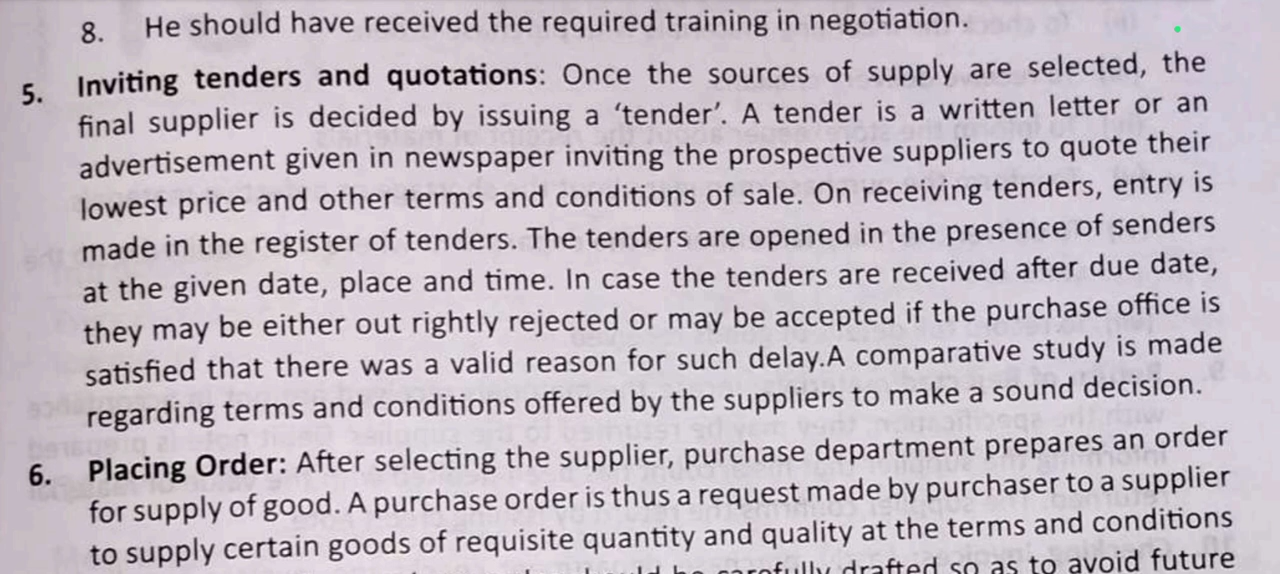 8. He should have received the required training in negotiation.
5. Inviting tenders and quotations: Once the sources of supply are selected, the
final supplier is decided by issuing a ‘tender’. A tender is a written letter or an
advertisement given in newspaper inviting the prospective suppliers to quote their
lowest price and other terms and conditions of sale. On receiving tenders, entry is
made in the register of tenders. The tenders are opened in the presence of senders
at the given date, place and time. In case the tenders are received after due date,
they may be either out rightly rejected or may be accepted if the purchase office is
satisfied that there was a valid reason for such delay.A comparative study is made
regarding terms and conditions offered by the suppliers to make a sound decision.
6. Placing Order: After selecting the supplier, purchase department prepares an order
for supply of good. A purchase order is thus a request made by purchaser to a supplier
to supply certain goods of requisite quantity and quality at the terms and conditions
be carefully drafted so as to avoid future